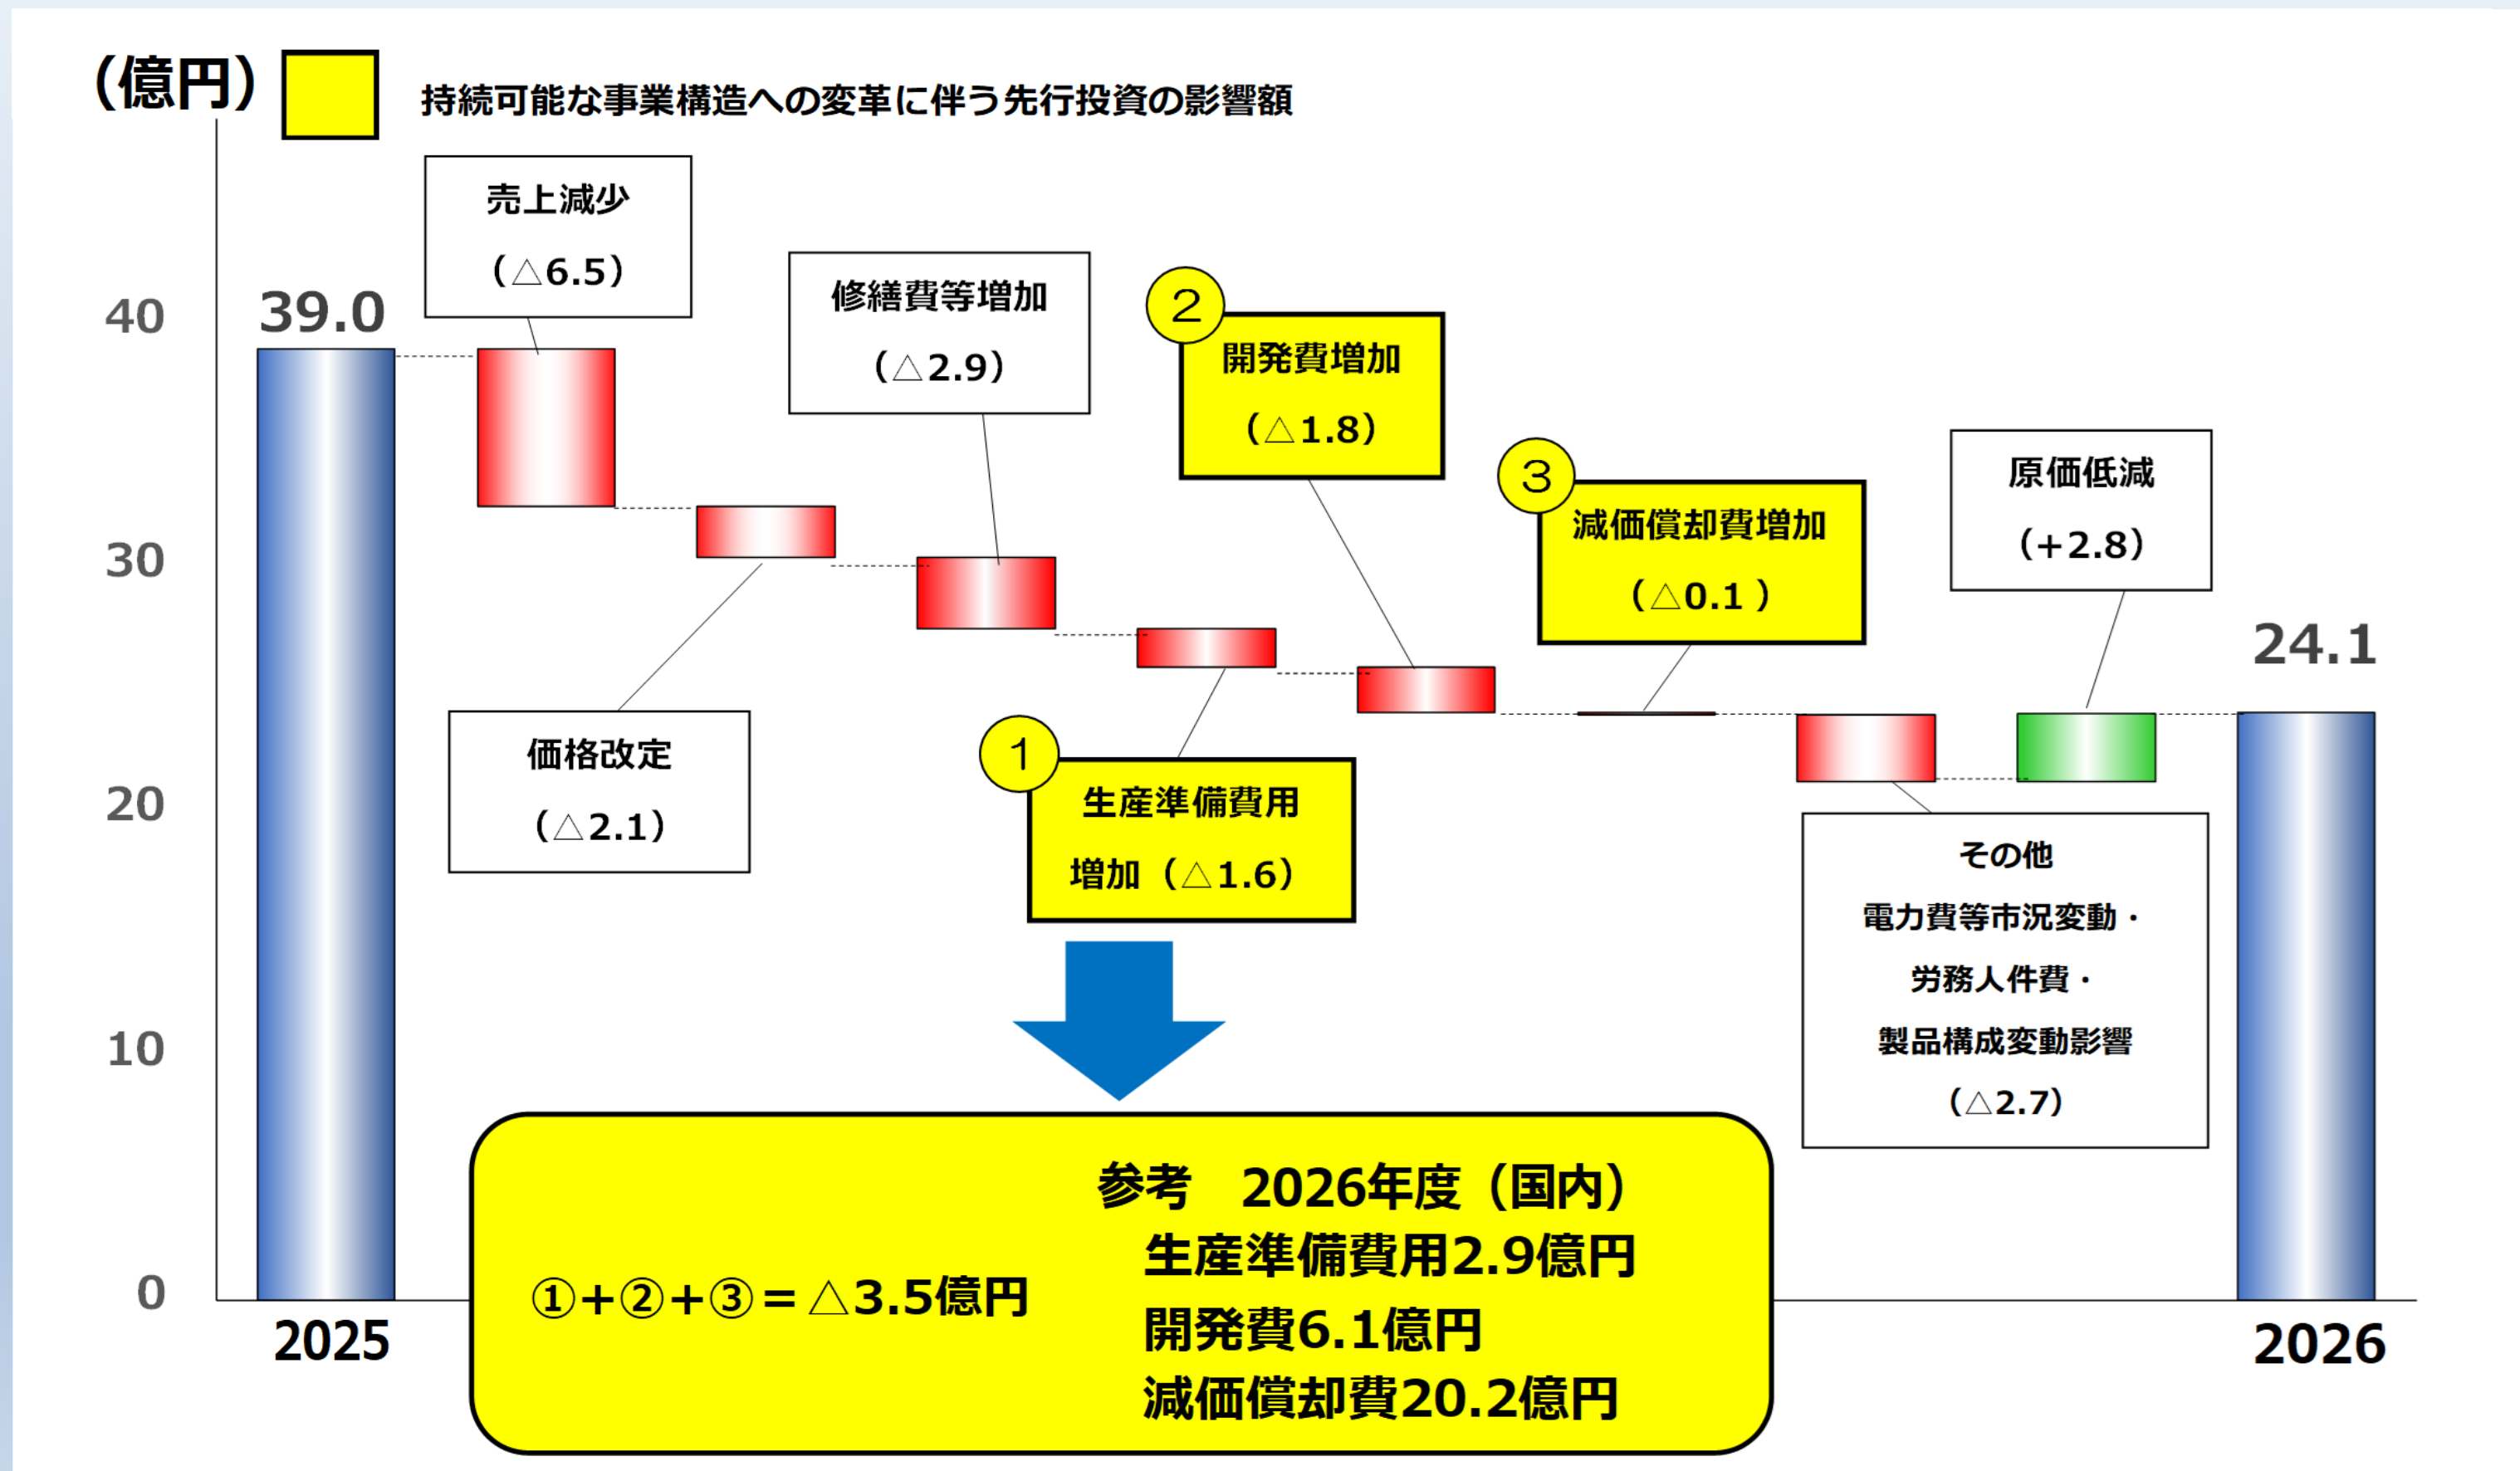 （億円）
持続可能な事業構造への変革に伴う先行投資の影響額
40
30
20
10
0
39.0
売上減少
（△6.5）
価格改定
（△2.1）
修繕費等増加
（△2.9）
1
生産準備費用
増加（△1.6）
2
開発費増加
（△1.8）
3
減価償却費増加
（△0.1 ）
その他
電力費等市況変動・
労務人件費・
製品構成変動影響
（△2.7）
原価低減
（+2.8）
24.1
①+②+③＝△3.5億円
参考　2026年度（国内）
生産準備費用2.9億円
開発費6.1億円
減価償却費20.2億円
2025
2026